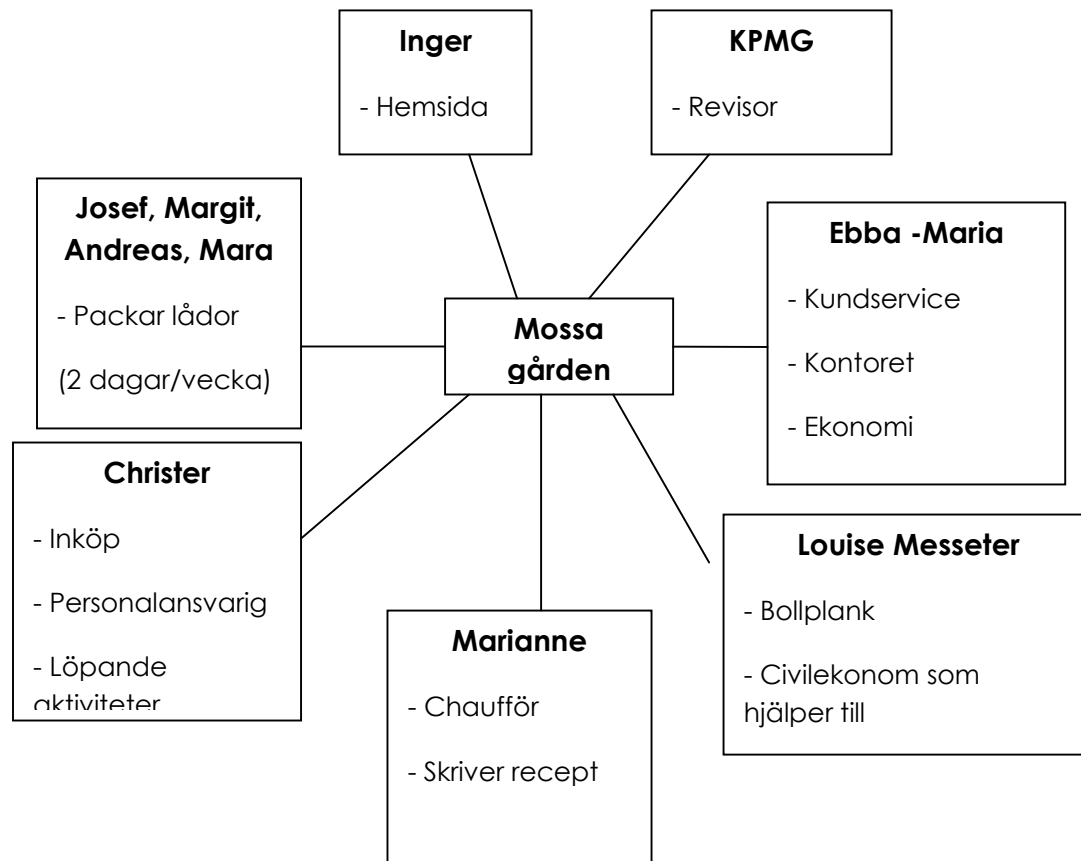 Inger
- Hemsida
KPMG
- Revisor
Josef, Margit,
Andreas, Mara
- Packar lådor
(2 dagar/vecka)
Ebba -Maria
- Kundservice
- Kontoret
- Ekonomi
Mossa
gården
Christer
- Inköp
- Personalansvarig
- Löpande
aktiviteter
Marianne
- Chaufför
- Skriver recept
Louise Messeter
- Bollplank
- Civilekonom som
hjälper till